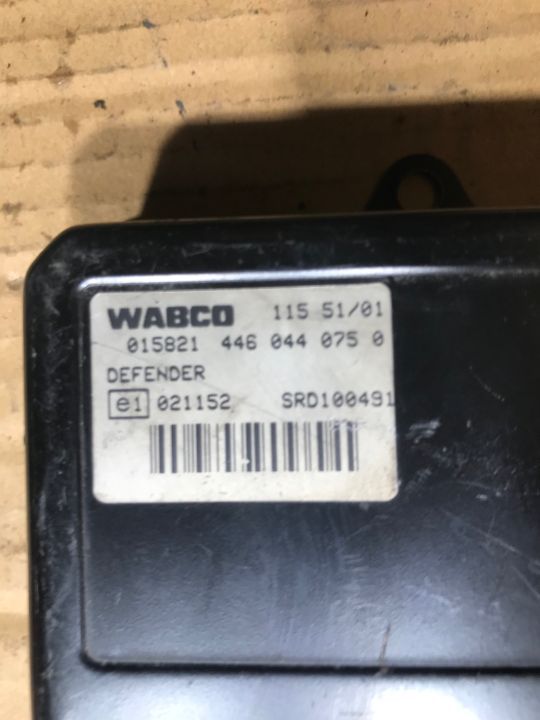 WABCO 115 51/01
015821 446 044 075 0
DEFENDER
e1 021152 SRD100491